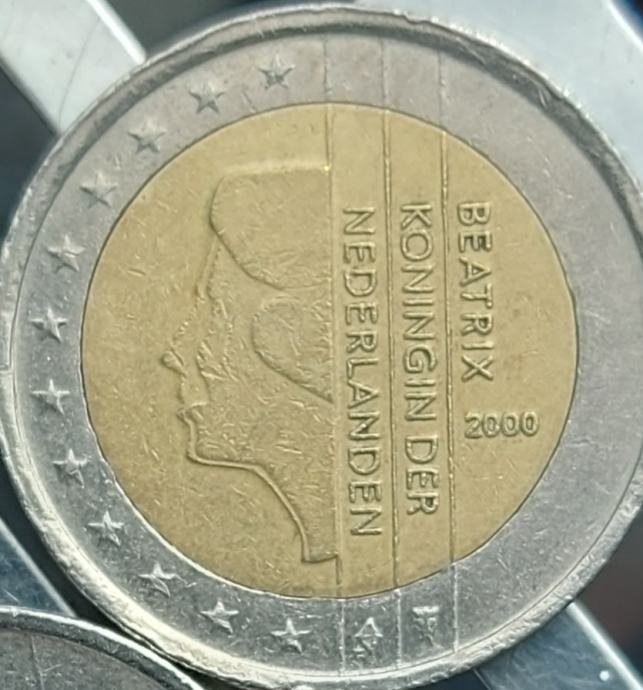 BEATRIX
KONINGIN DER
NEDERLANDEN
2000